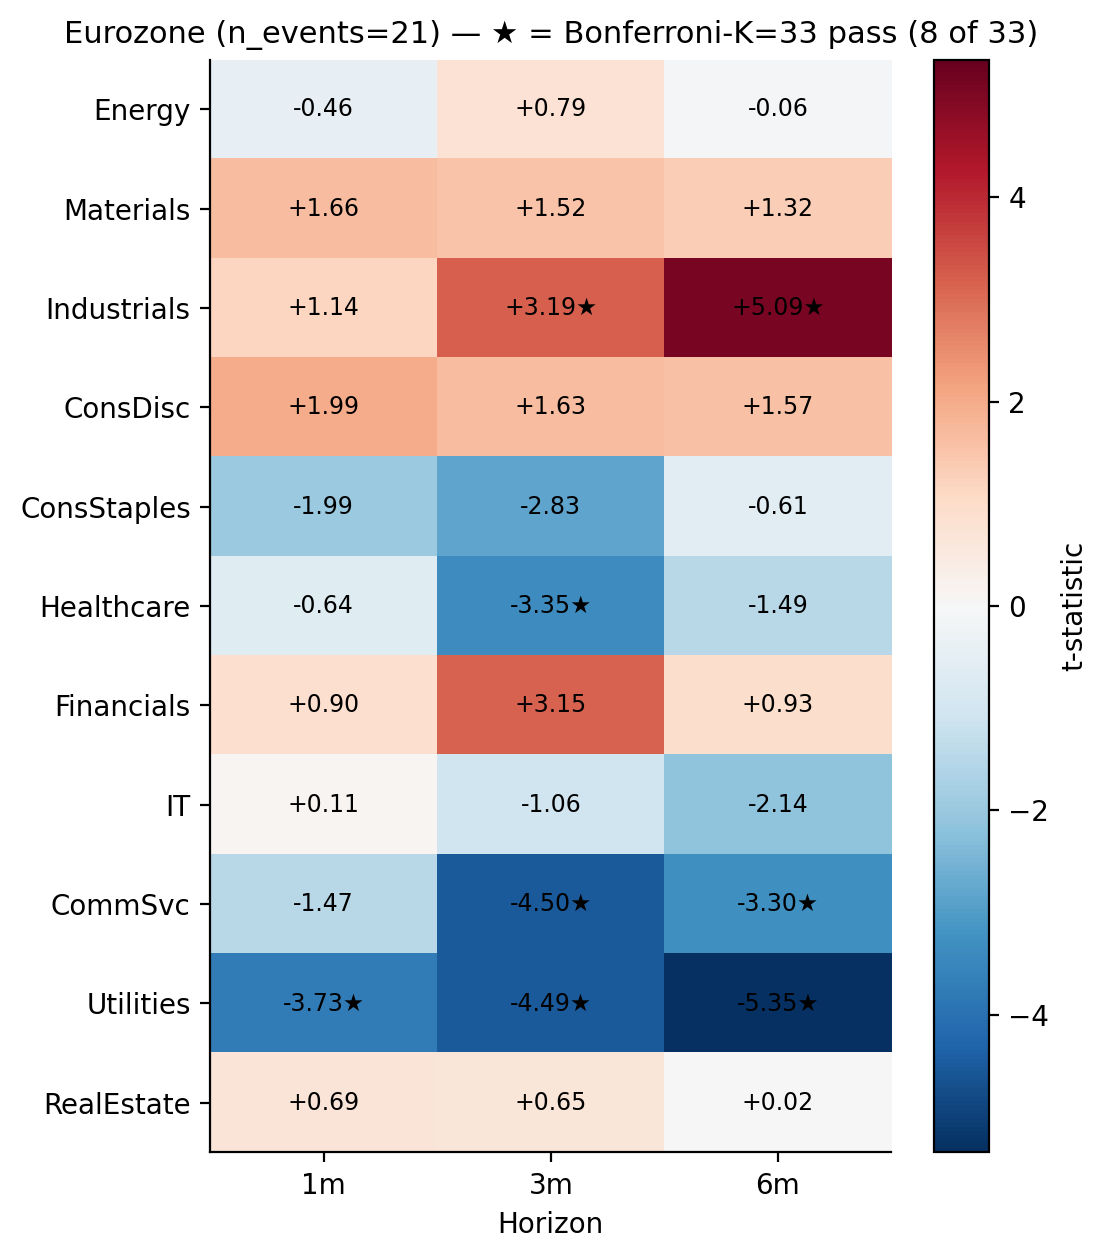 Eurozone (n_events=21) — ★ = Bonferroni-K=33 pass (8 of 33)
Energy -0.46 +0.79 -0.06
Materials +1.66 +1.52 +1.32
Industrials +1.14 +3.19★ +5.09★
ConsDisc +1.99 +1.63 +1.57
ConsStaples -1.99 -2.83 -0.61
Healthcare -0.64 -3.35★ -1.49
Financials +0.90 +3.15 +0.93
IT +0.11 -1.06 -2.14
CommSvc -1.47 -4.50★ -3.30★
Utilities -3.73★ -4.49★ -5.35★
RealEstate +0.69 +0.65 +0.02
1m 3m 6m
Horizon
4
2
0
−2
−4
t-statistic